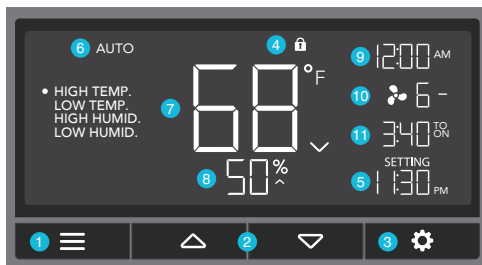 6 AUTO
4
• HIGH TEMP.
LOW TEMP.
HIGH HUMID.
LOW HUMID.
7 68°F
8 50%
9 12:00 AM
10 6-
11 3:40 TO ON
SETTING
5 11:30 PM
1
2
3